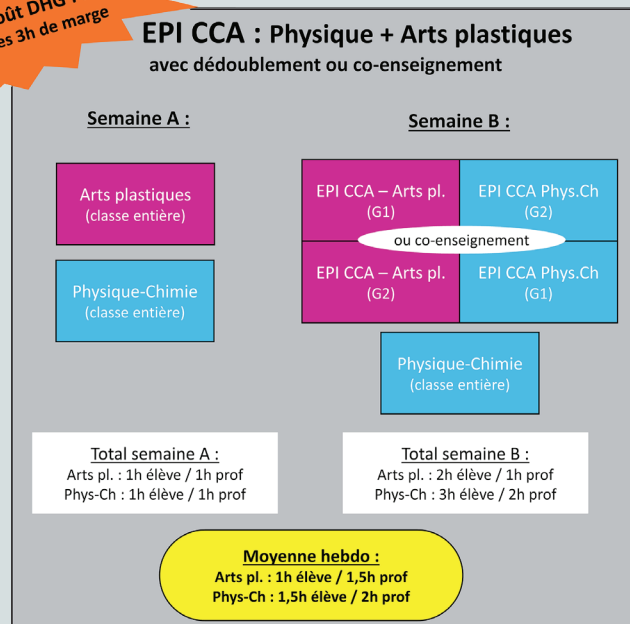 oût DHG
es 3h de marge
EPI CCA : Physique + Arts plastiques
avec dédoublement ou co-enseignement
Semaine A :
Arts plastiques
(classe entière)
Physique-Chimie
(classe entière)
Semaine B :
EPI CCA – Arts pl.
(G1)
EPI CCA Phys.Ch
(G2)
ou co-enseignement
EPI CCA – Arts pl.
(G2)
EPI CCA Phys.Ch
(G1)
Physique-Chimie
(classe entière)
Total semaine A :
Arts pl. : 1h élève / 1h prof
Phys-Ch : 1h élève / 1h prof
Total semaine B :
Arts pl. : 2h élève / 1h prof
Phys-Ch : 3h élève / 2h prof
Moyenne hebdo :
Arts pl. : 1h élève / 1,5h prof
Phys-Ch : 1,5h élève / 2h prof